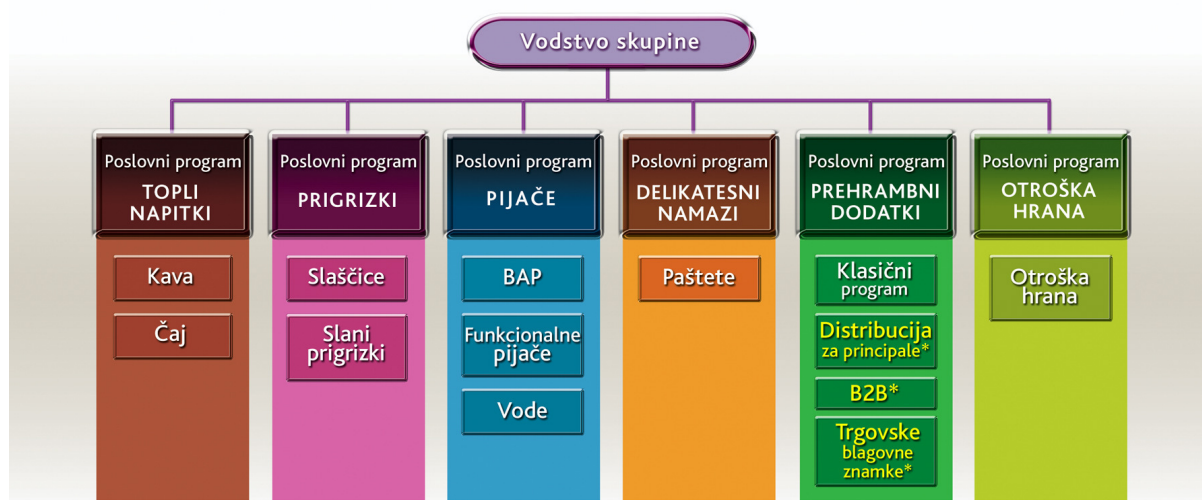 Vodstvo skupine
Poslovni program
TOPLI
NAPITKI
Kava
Čaj
Poslovni program
PRIGRIZKI
Slaščice
Slani
prigrizki
Poslovni program
PIJAČE
BAP
Funkcionalne
pijače
Vode
Poslovni program
DELIKATESNI
NAMAZI
Paštete
Poslovni program
PREHRAMBNI
DODATKI
Klasični
program
Distribucija
za principale*
B2B*
Trgovske
blagovne
znamke*
Poslovni program
OTROŠKA
HRANA
Otroška
hrana